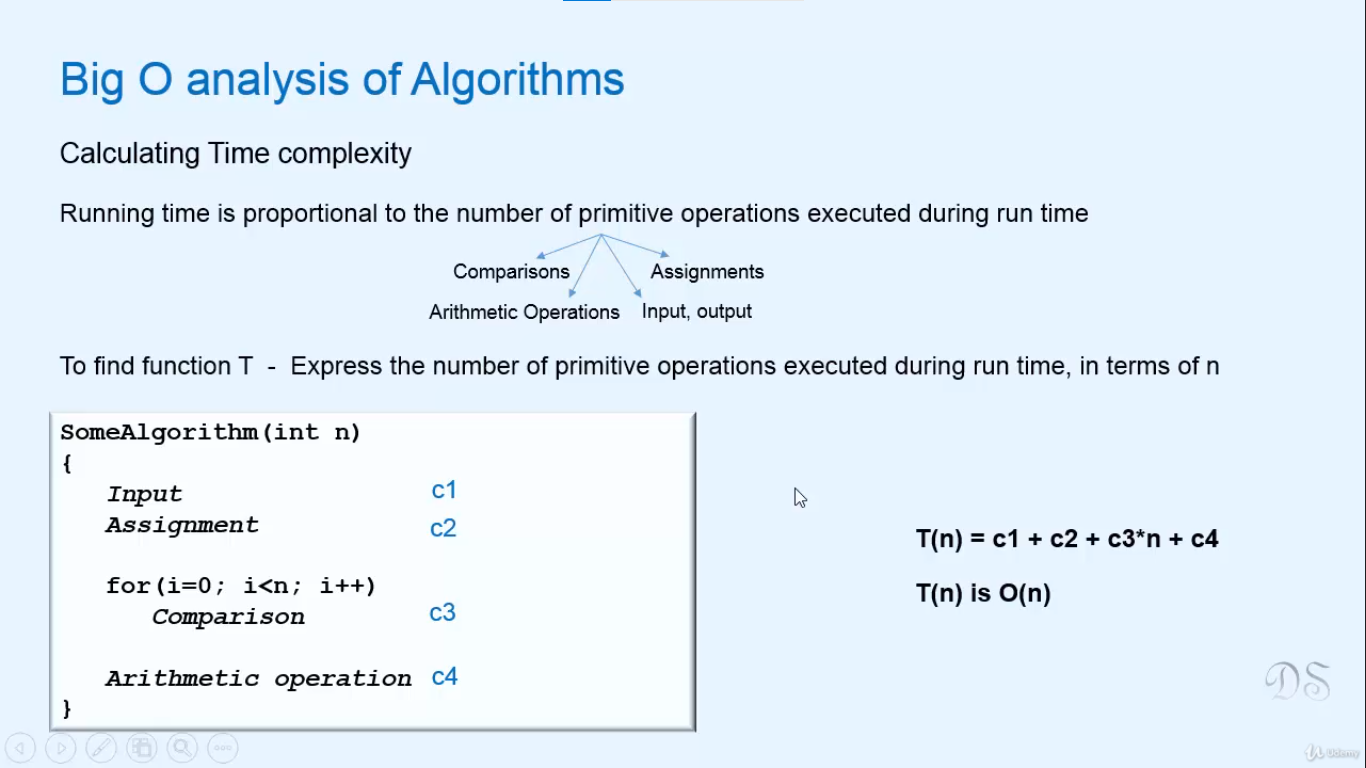 Big O analysis of Algorithms
Calculating Time complexity
Running time is proportional to the number of primitive operations executed during run time
Comparisons Assignments
Arithmetic Operations Input, output
To find function T - Express the number of primitive operations executed during run time, in terms of n
SomeAlgorithm(int n)
{
Input c1
Assignment c2
for(i=0; i<n; i++)
Comparison c3
Arithmetic operation c4
}
T(n) = c1 + c2 + c3*n + c4
T(n) is O(n)
DS
Udemy